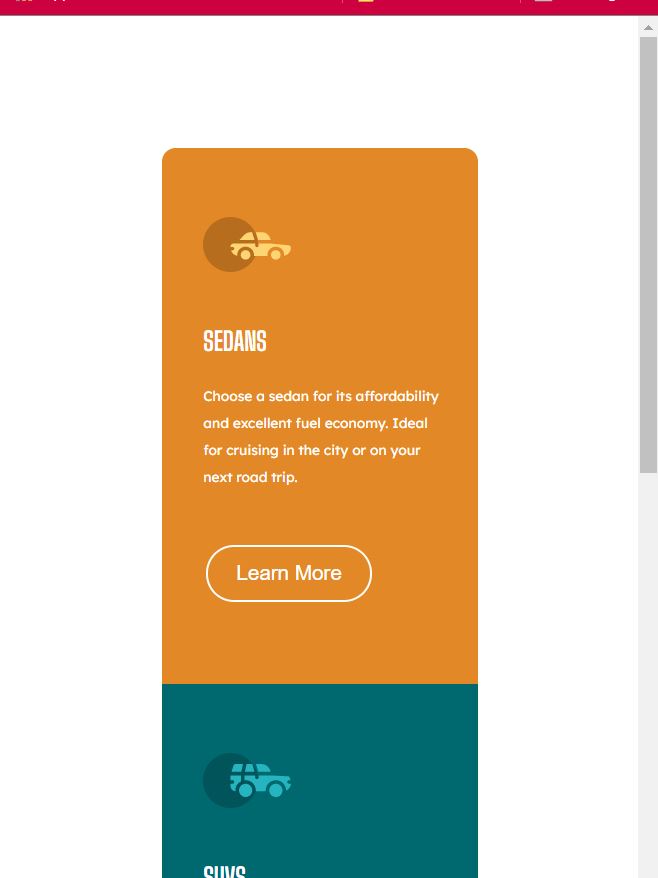 SEDANS
Choose a sedan for its affordability
and excellent fuel economy. Ideal
for cruising in the city or on your
next road trip.
Learn More
SUVS